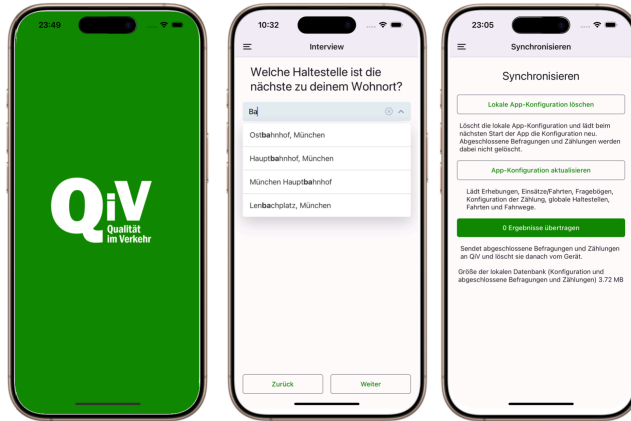 23:49
QiV
Qualität
im Verkehr
10:32
Interview
Welche Haltestelle ist die
nächste zu deinem Wohnort?
Ba
Ostbahnhof, München
Hauptbahnhof, München
München Hauptbahnhof
Lenbachplatz, München
Zurück
Weiter
23:05
Synchronisieren
Synchronisieren
Lokale App-Konfiguration löschen
Löscht die lokale App-Konfiguration und lädt beim
nächsten Start der App die Konfiguration neu.
Abgeschlossene Befragungen und Zählungen werden
dabei nicht gelöscht.
App-Konfiguration aktualisieren
Lädt Erhebungen, Einsätze/Fahrten, Fragebögen,
Konfiguration der Zählung, globale Haltestellen,
Fahrten und Fahrwege.
0 Ergebnisse übertragen
Sendet abgeschlossene Befragungen und Zählungen
an QiV und löscht sie danach vom Gerät.
Größe der lokalen Datenbank (Konfiguration und
abgeschlossene Befragungen und Zählungen) 3.72 MB